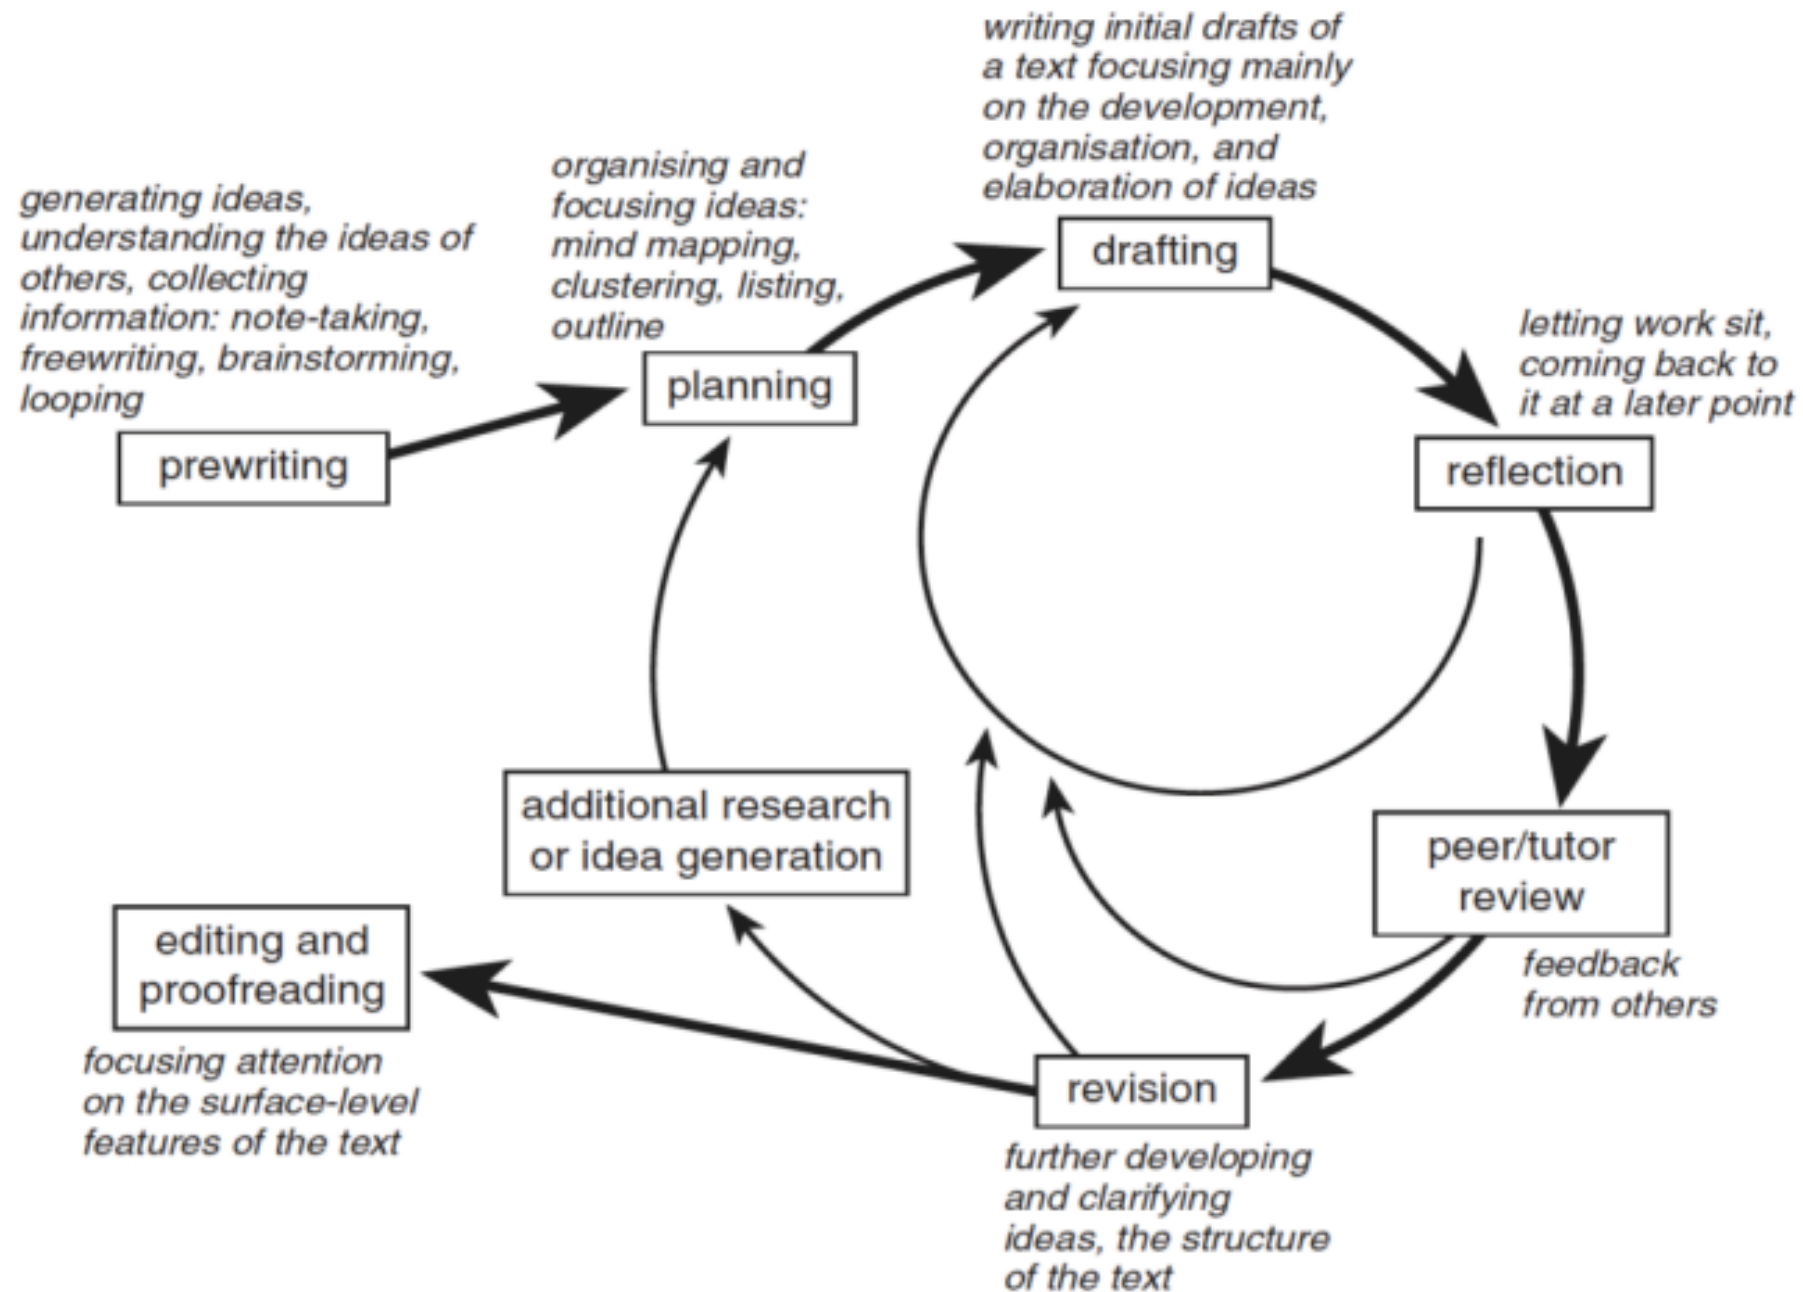 generating ideas,
understanding the ideas of
others, collecting
information: note-taking,
freewriting, brainstorming,
looping
prewriting
organising and
focusing ideas:
mind mapping,
clustering, listing,
outline
planning
writing initial drafts of
a text focusing mainly
on the development,
organisation, and
elaboration of ideas
drafting
letting work sit,
coming back to
it at a later point
reflection
peer/tutor
review
feedback
from others
revision
further developing
and clarifying
ideas, the structure
of the text
additional research
or idea generation
editing and
proofreading
focusing attention
on the surface-level
features of the text